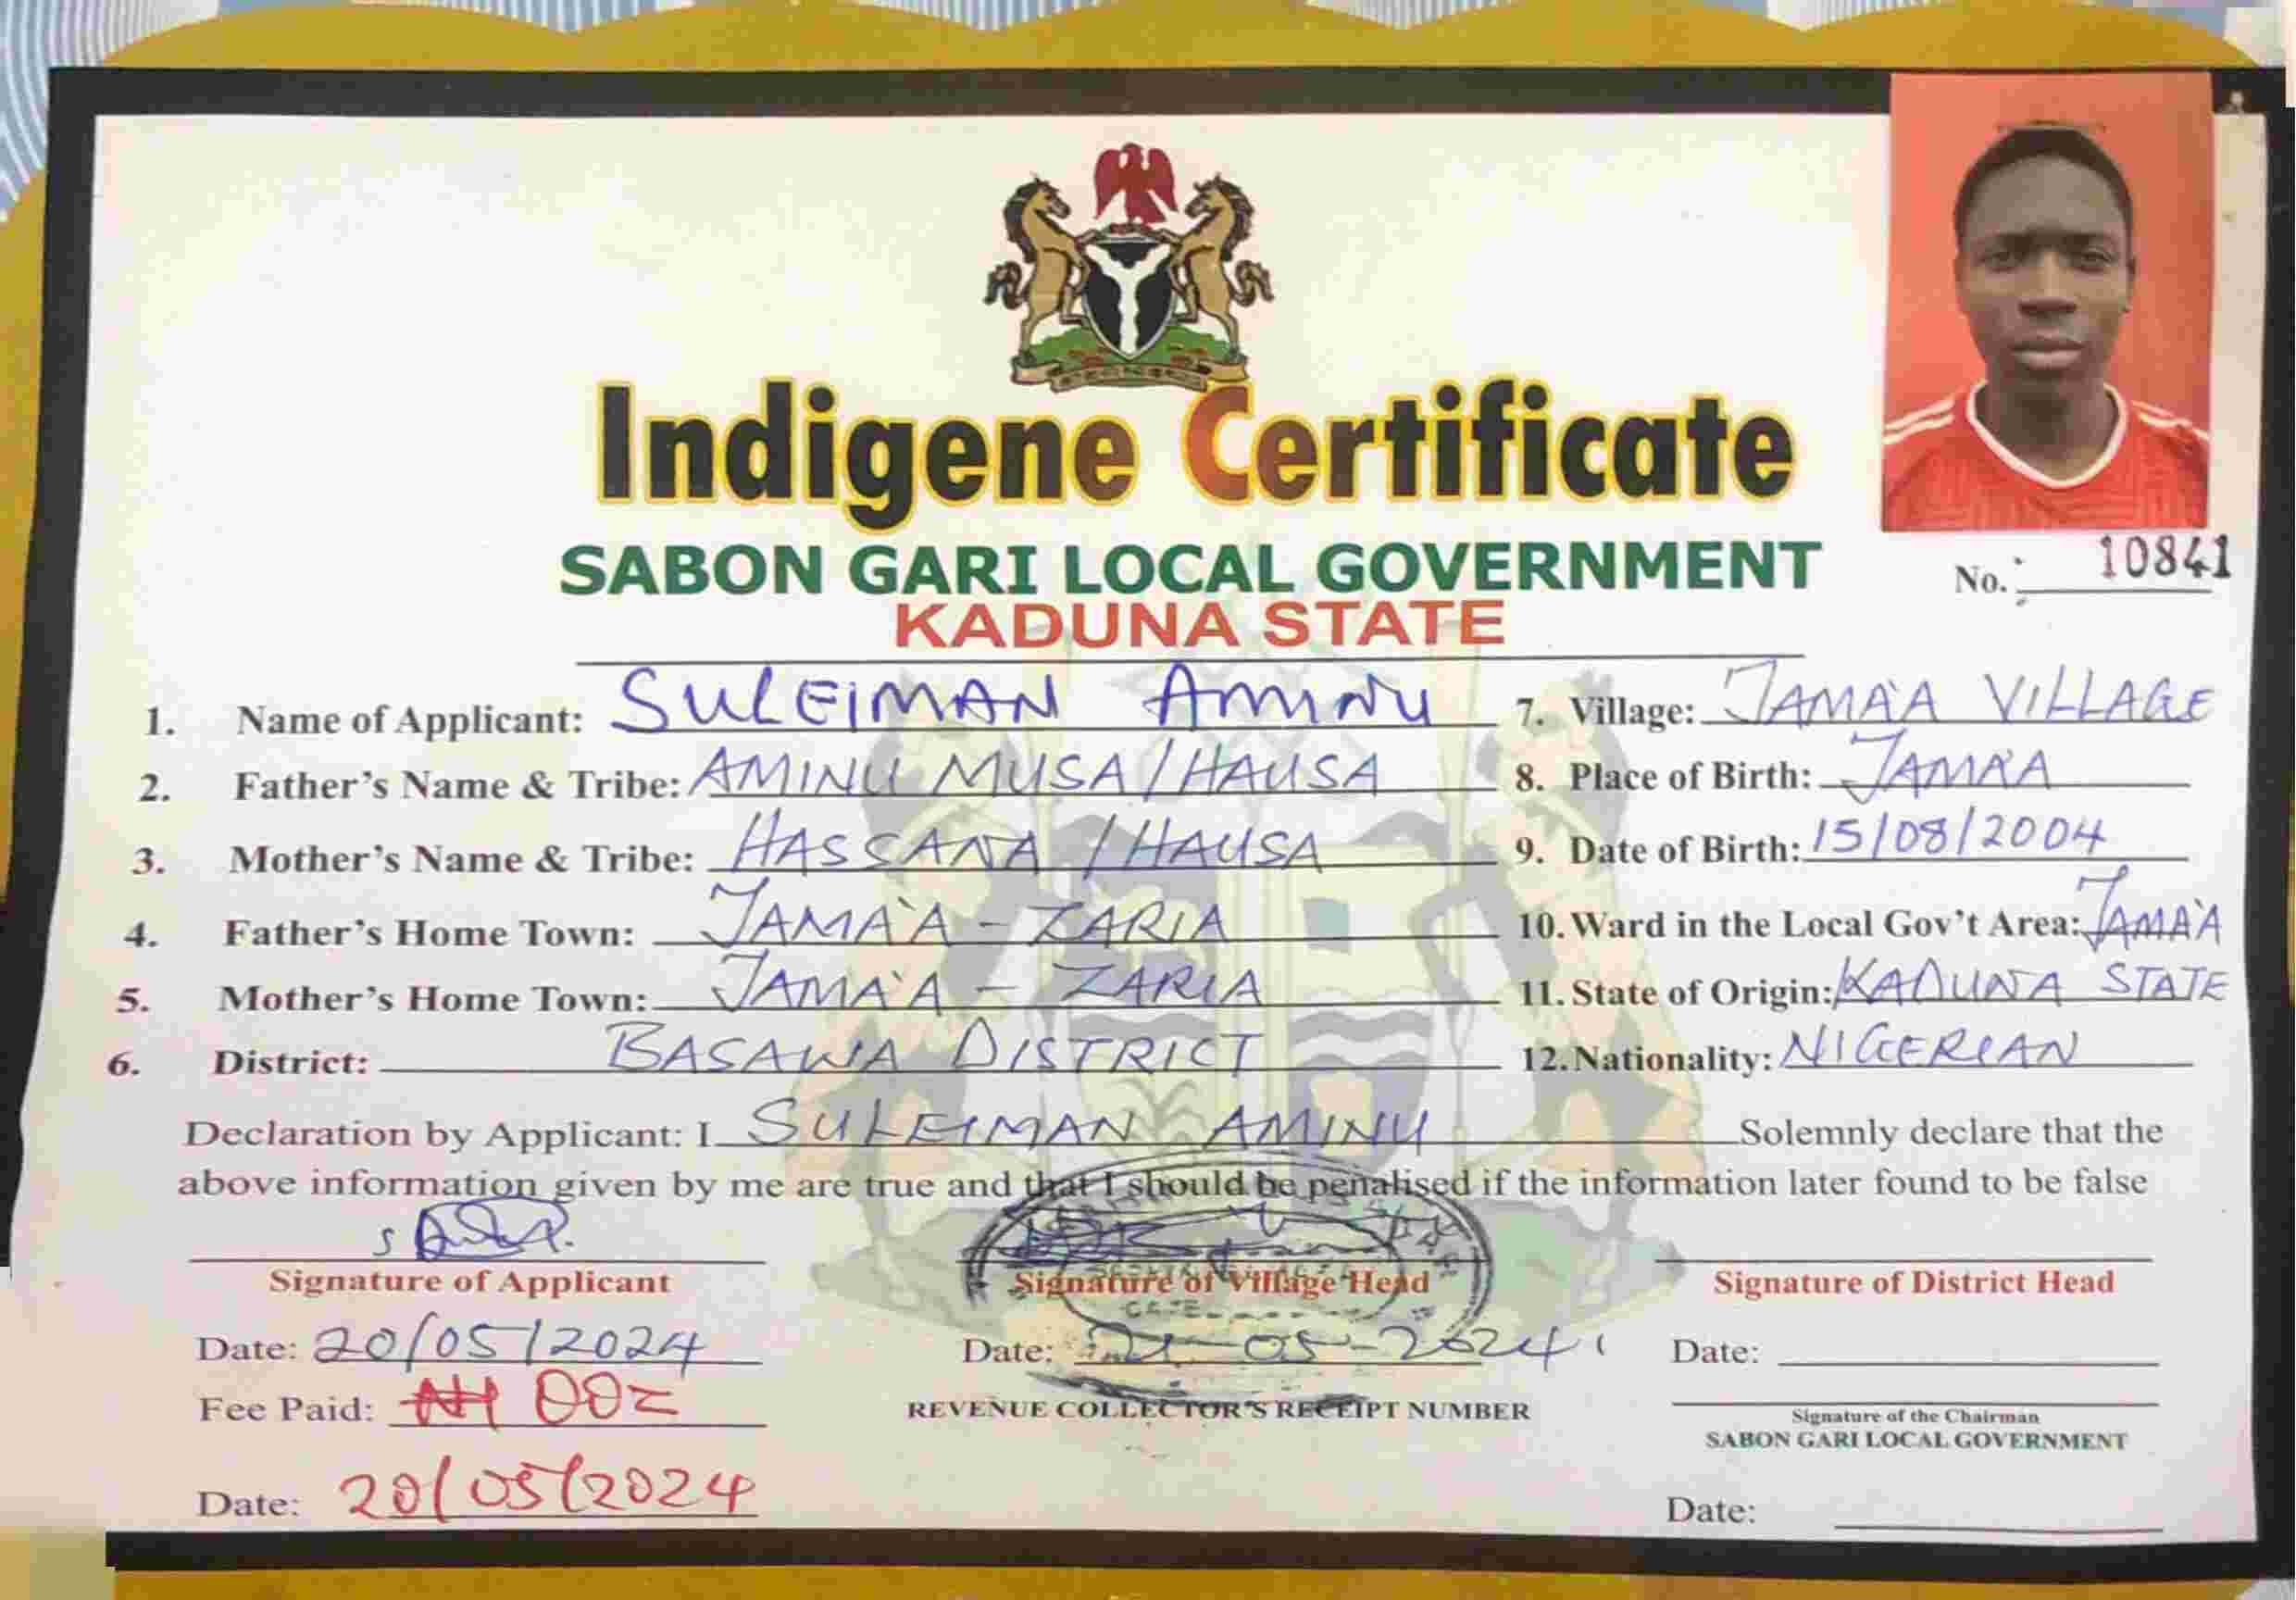 Indigene Certificate
SABON GARI LOCAL GOVERNMENT
KADUNA STATE
No.: 10841
1. Name of Applicant: SULEIMAN AMINU
2. Father's Name & Tribe: AMINU MUSA/HAUSA
3. Mother's Name & Tribe: HASSANA / HAUSA
4. Father's Home Town: JAMA'A - ZARIA
5. Mother's Home Town: JAMA'A - ZARIA
6. District: BASAWA DISTRICT
7. Village: JAMA'A VILLAGE
8. Place of Birth: JAMA'A
9. Date of Birth: 15/08/2004
10. Ward in the Local Gov't Area: JAMA'A
11. State of Origin: KADUNA STATE
12. Nationality: NIGERIAN
Declaration by Applicant: I SULEIMAN AMINU Solemnly declare that the
above information given by me are true and that I should be penalised if the information later found to be false
Signature of Applicant
Date: 20/05/2024
Fee Paid:
Date: 20/05/2024
Signature of Village Head
Date: 21-05-2024
REVENUE COLLECTOR'S RECEIPT NUMBER
Signature of District Head
Date:
Signature of the Chairman
SABON GARI LOCAL GOVERNMENT
Date: